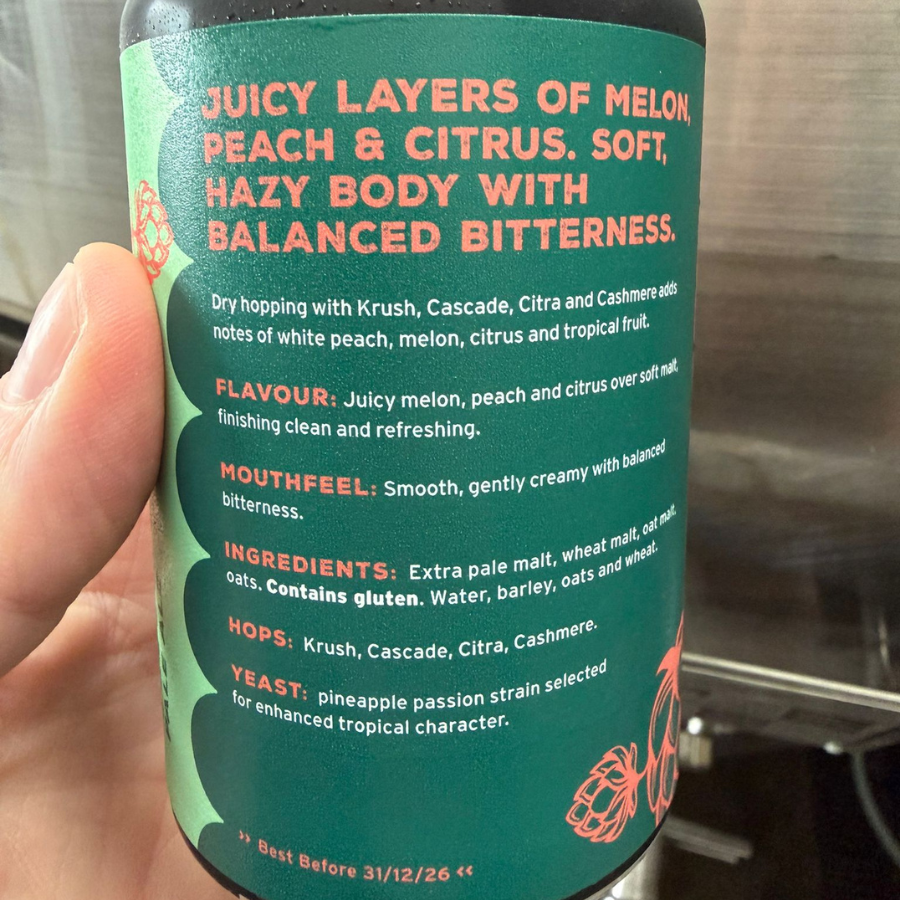 JUICY LAYERS OF MELON,
PEACH & CITRUS. SOFT,
HAZY BODY WITH
BALANCED BITTERNESS.
Dry hopping with Krush, Cascade, Citra and Cashmere adds
notes of white peach, melon, citrus and tropical fruit.
FLAVOUR: Juicy melon, peach and citrus over soft malt,
finishing clean and refreshing.
MOUTHFEEL: Smooth, gently creamy with balanced
bitterness.
INGREDIENTS: Extra pale malt, wheat malt, oat malt.
oats. Contains gluten. Water, barley, oats and wheat.
HOPS: Krush, Cascade, Citra, Cashmere.
YEAST: pineapple passion strain selected
for enhanced tropical character.
›› Best Before 31/12/26 ‹‹